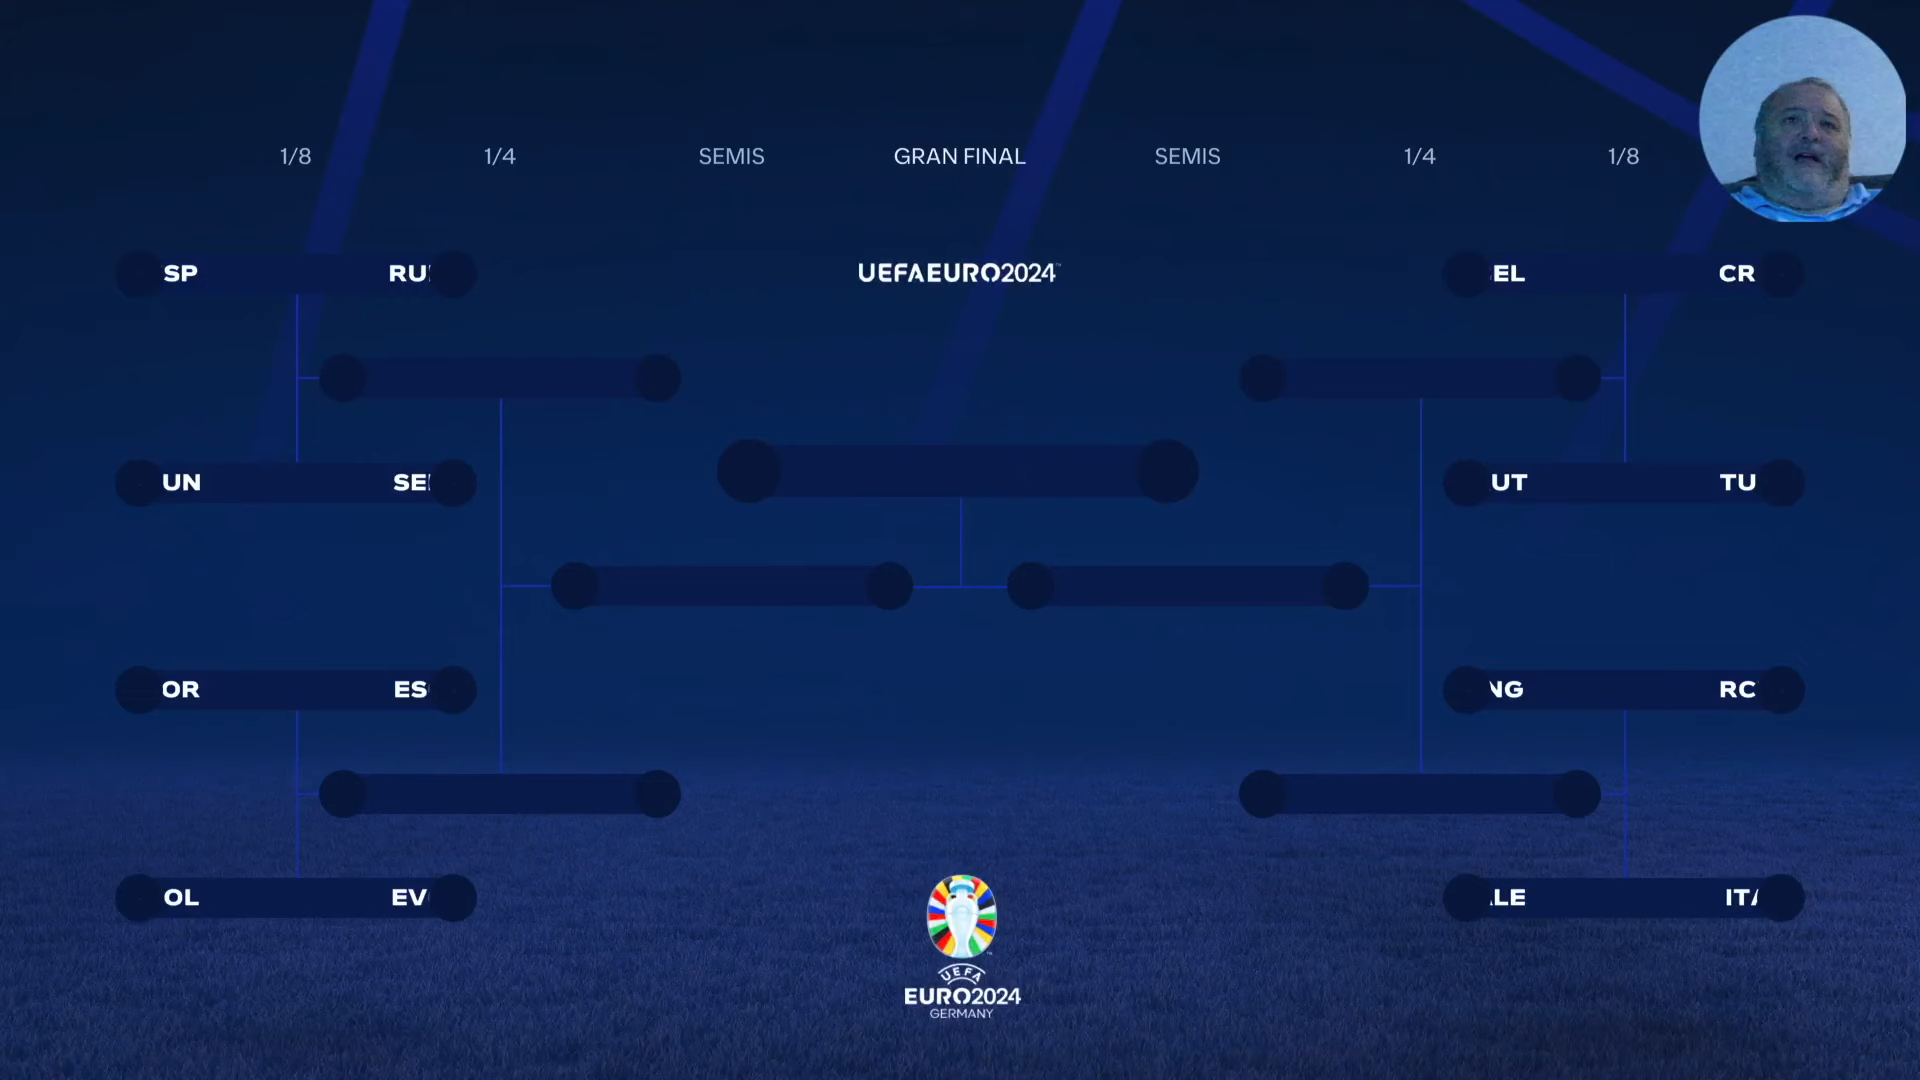 1/8 1/4 SEMIS GRAN FINAL SEMIS 1/4 1/8
SP RU EL CR
UEFAEURO2024™
UN SE UT TU
OR ES NG RC
OL EV LE IT
UEFA
EURO2024
GERMANY